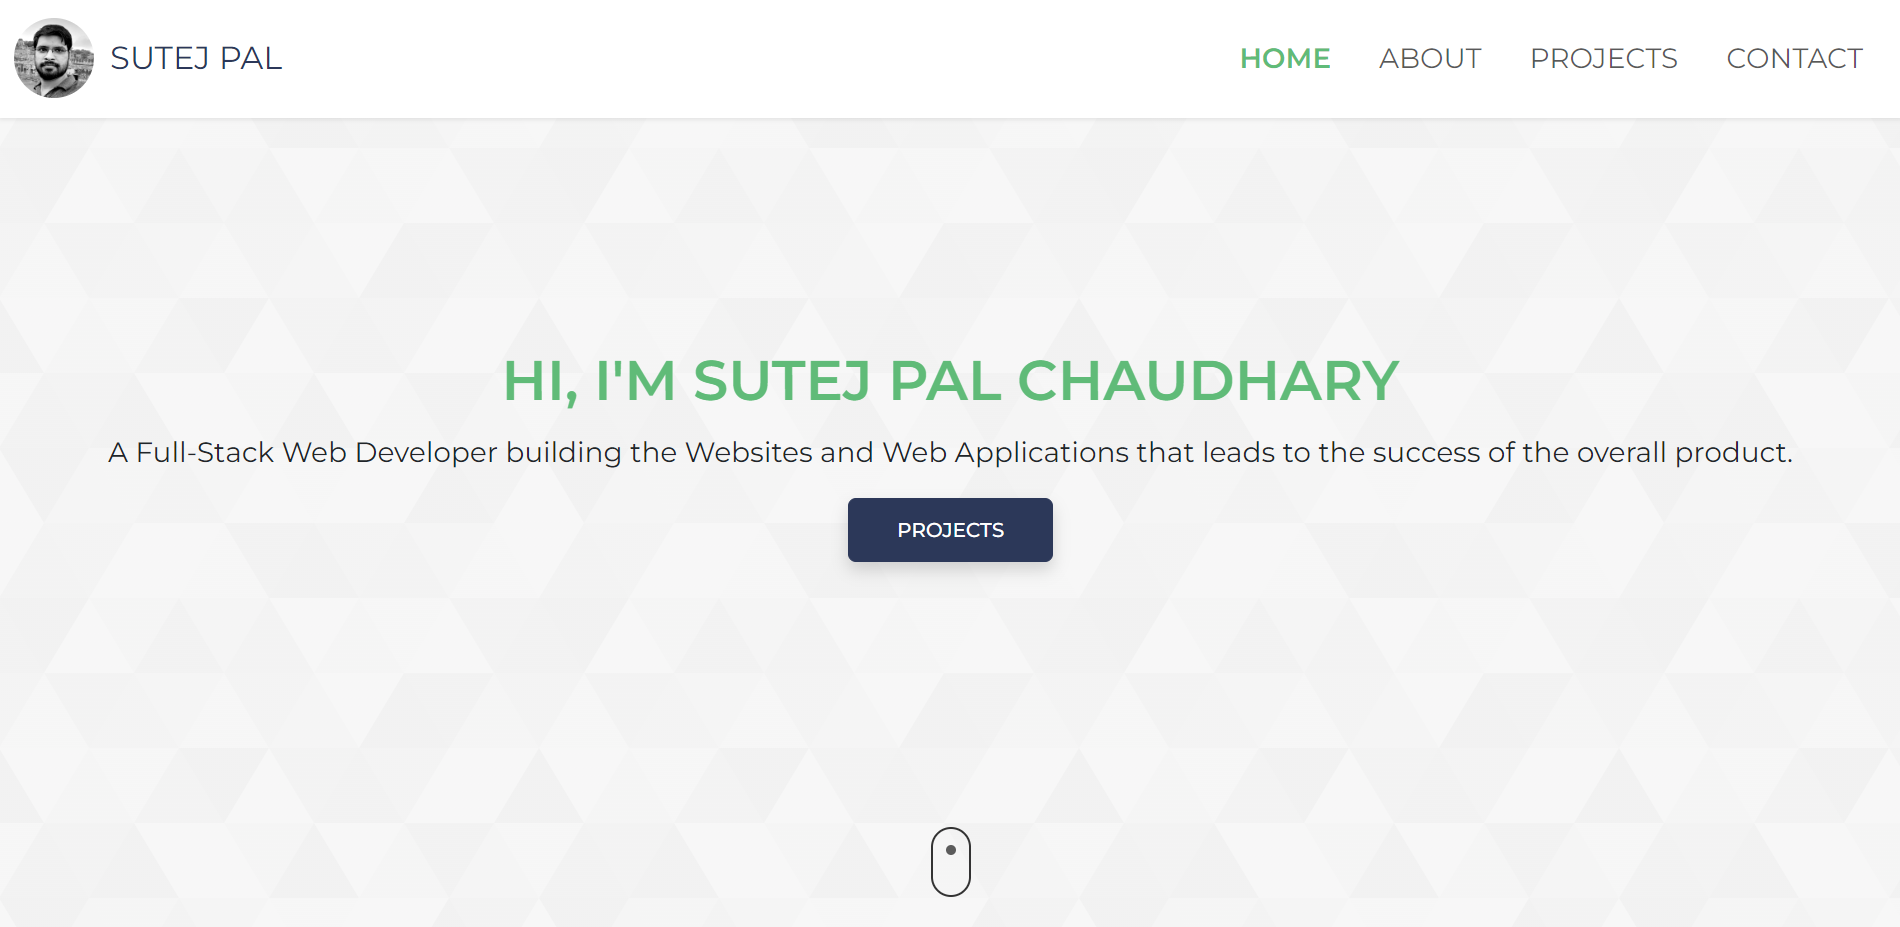 SUTEJ PAL
HOME ABOUT PROJECTS CONTACT
HI, I'M SUTEJ PAL CHAUDHARY
A Full-Stack Web Developer building the Websites and Web Applications that leads to the success of the overall product.
PROJECTS